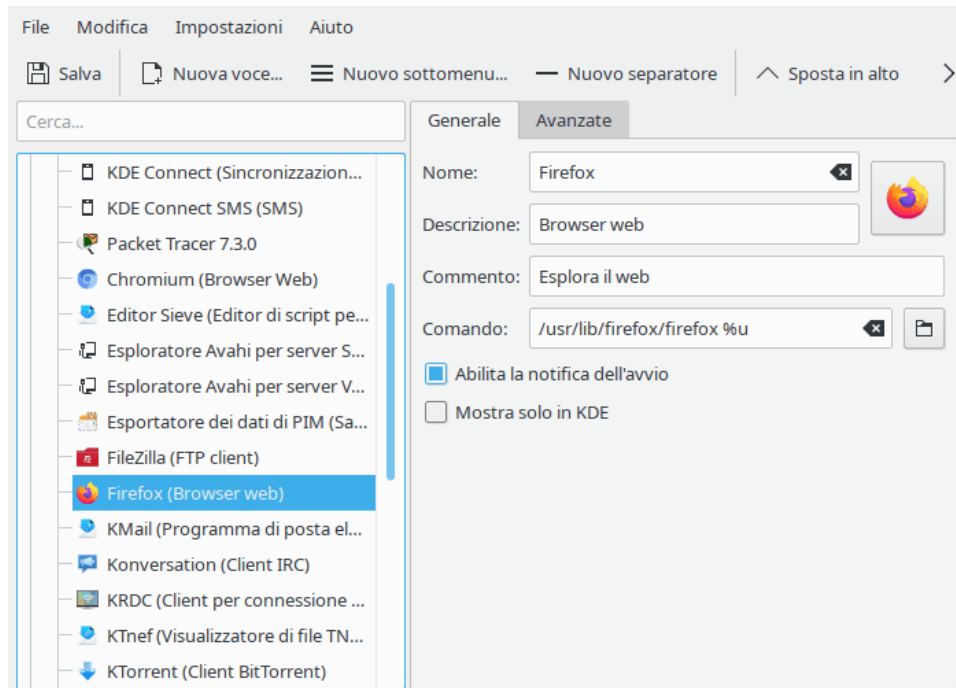 File Modifica Impostazioni Aiuto
Salva Nuova voce... Nuovo sottomenu... Nuovo separatore Sposta in alto
Cerca...
KDE Connect (Sincronizzazion...
KDE Connect SMS (SMS)
Packet Tracer 7.3.0
Chromium (Browser Web)
Editor Sieve (Editor di script pe...
Esploratore Avahi per server S...
Esploratore Avahi per server V...
Esportatore dei dati di PIM (Sa...
FileZilla (FTP client)
Firefox (Browser web)
KMail (Programma di posta el...
Konversation (Client IRC)
KRDC (Client per connessione ...
KTnef (Visualizzatore di file TN...
KTorrent (Client BitTorrent)
Generale Avanzate
Nome: Firefox
Descrizione: Browser web
Commento: Esplora il web
Comando: /usr/lib/firefox/firefox %u
Abilita la notifica dell'avvio
Mostra solo in KDE